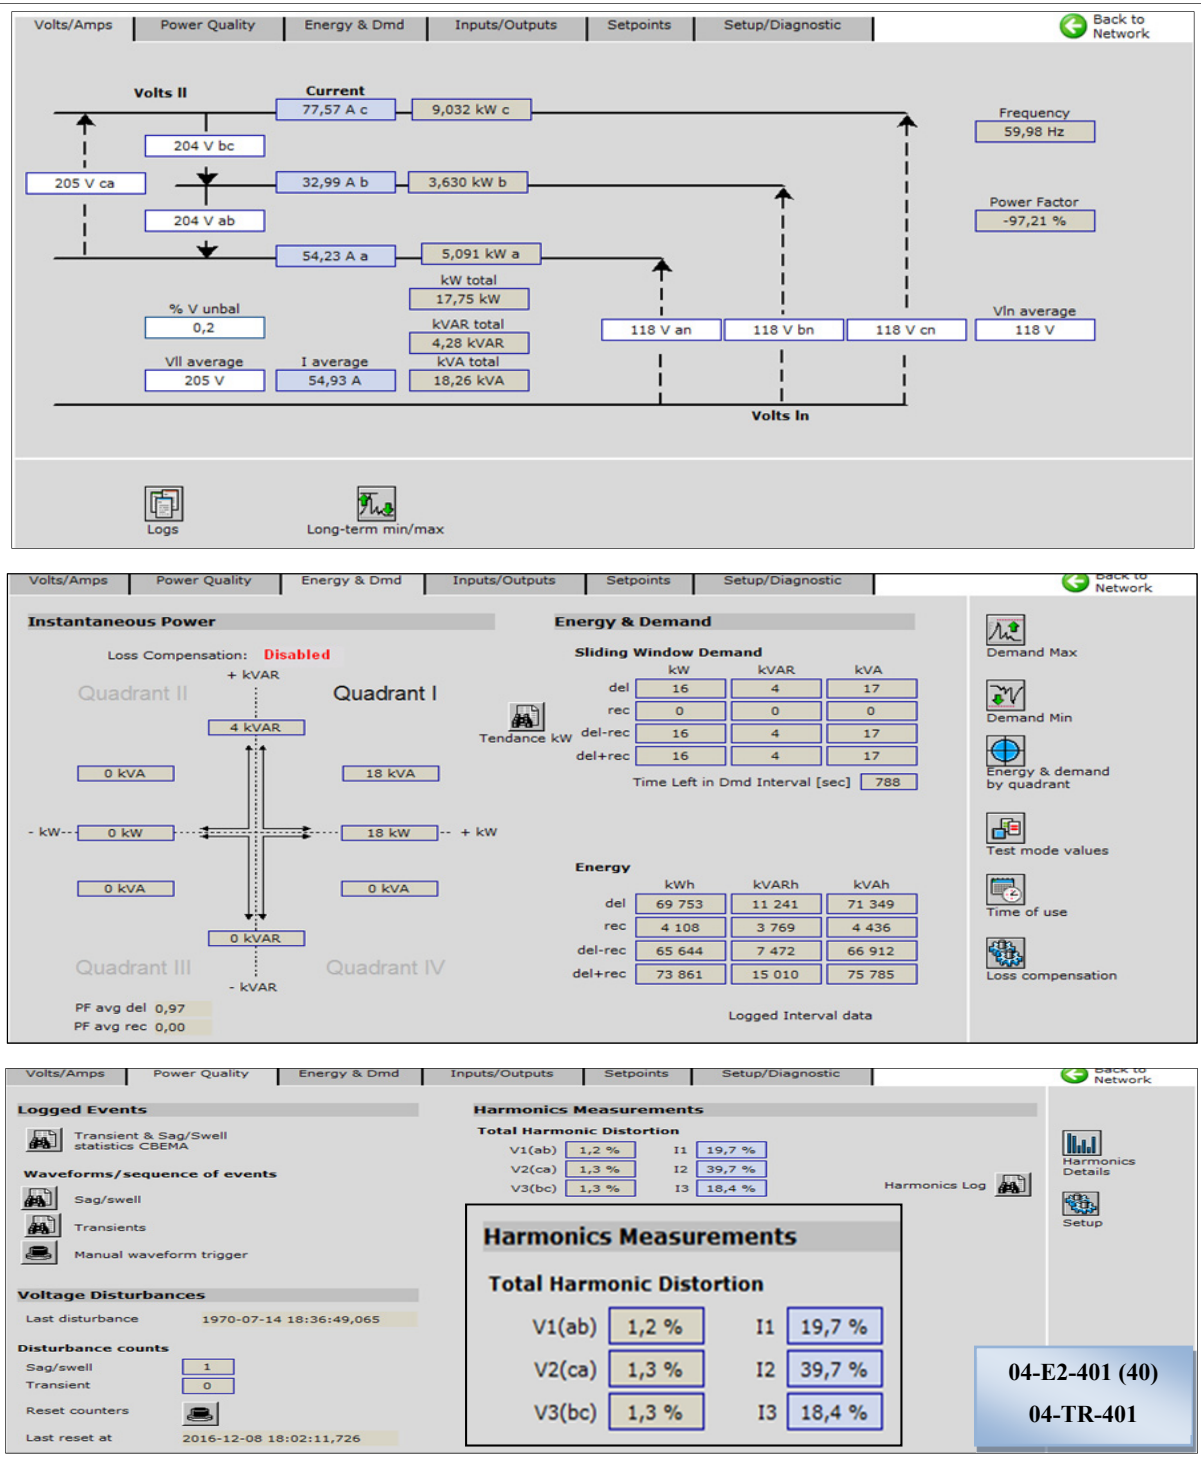 Volts/Amps Power Quality Energy & Dmd Inputs/Outputs Setpoints Setup/Diagnostic Back to Network
Volts ll Current
77,57 A c 9,032 kW c
Frequency
59,98 Hz
204 V bc
205 V ca 32,99 A b 3,630 kW b
Power Factor
-97,21 %
204 V ab
54,23 A a 5,091 kW a
kW total
17,75 kW
% V unbal
0,2
kVAR total
4,28 kVAR
118 V an 118 V bn 118 V cn
Vln average
118 V
Vll average I average kVA total
205 V 54,93 A 18,26 kVA
Volts ln
Logs Long-term min/max
Volts/Amps Power Quality Energy & Dmd Inputs/Outputs Setpoints Setup/Diagnostic Back to Network
Instantaneous Power
Loss Compensation: Disabled
+ kVAR
Quadrant II Quadrant I
4 kVAR
0 kVA 18 kVA
- kW 0 kW 18 kW + kW
0 kVA 0 kVA
0 kVAR
Quadrant III Quadrant IV
- kVAR
PF avg del 0,97
PF avg rec 0,00
Tendance kW
Energy & Demand
Sliding Window Demand
kW kVAR kVA
del 16 4 17
rec 0 0 0
del-rec 16 4 17
del+rec 16 4 17
Time Left in Dmd Interval [sec] 788
Energy
kWh kVARh kVAh
del 69 753 11 241 71 349
rec 4 108 3 769 4 436
del-rec 65 644 7 472 66 912
del+rec 73 861 15 010 75 785
Logged Interval data
Demand Max
Demand Min
Energy & demand
by quadrant
Test mode values
Time of use
Loss compensation
Volts/Amps Power Quality Energy & Dmd Inputs/Outputs Setpoints Setup/Diagnostic Back to Network
Logged Events
Transient & Sag/Swell
statistics CBEMA
Waveforms/sequence of events
Sag/swell
Transients
Manual waveform trigger
Voltage Disturbances
Last disturbance 1970-07-14 18:36:49,065
Disturbance counts
Sag/swell 1
Transient 0
Reset counters
Last reset at 2016-12-08 18:02:11,726
Harmonics Measurements
Total Harmonic Distortion
V1(ab) 1,2 % I1 19,7 %
V2(ca) 1,3 % I2 39,7 %
V3(bc) 1,3 % I3 18,4 %
Harmonics Log
Harmonics
Details
Setup
Harmonics Measurements
Total Harmonic Distortion
V1(ab) 1,2 % I1 19,7 %
V2(ca) 1,3 % I2 39,7 %
V3(bc) 1,3 % I3 18,4 %
04-E2-401 (40)
04-TR-401